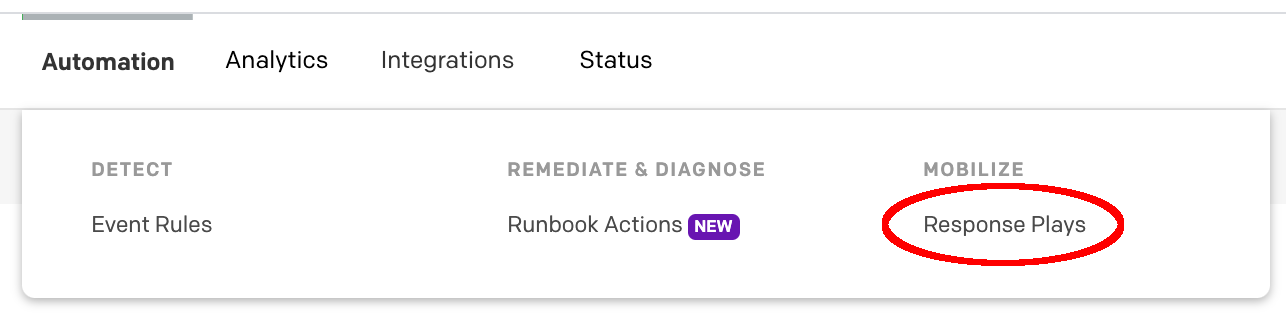 Automation Analytics Integrations Status
DETECT REMEDIATE & DIAGNOSE MOBILIZE
Event Rules Runbook Actions NEW Response Plays